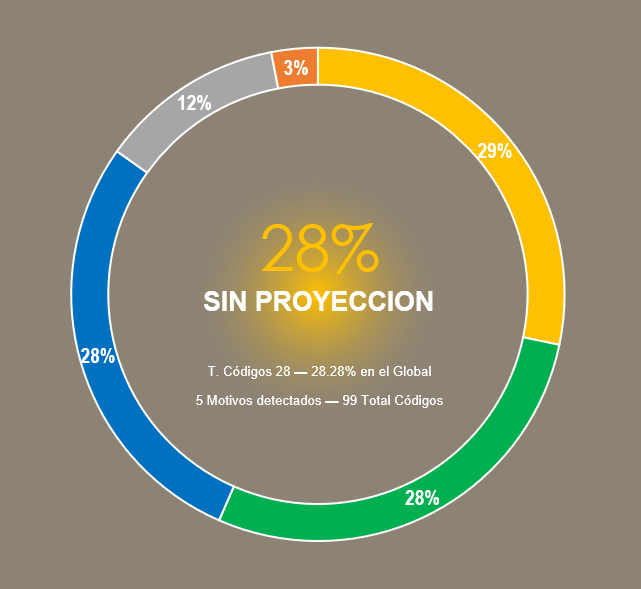 3%
12%
29%
28%
SIN PROYECCION
T. Códigos 28 — 28.28% en el Global
28%
5 Motivos detectados — 99 Total Códigos
28%